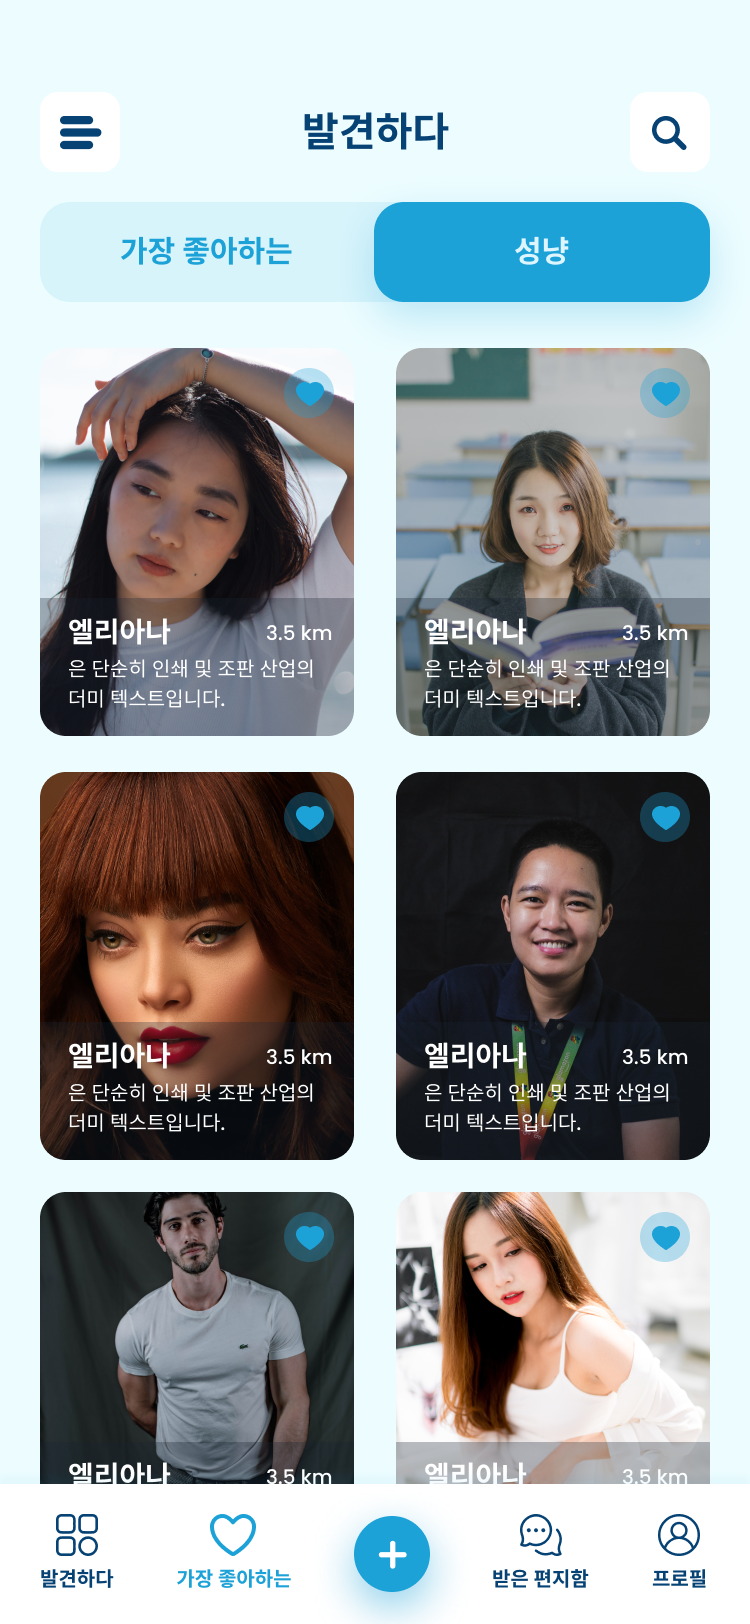 발견하다
가장 좋아하는
성냥
엘리아나 3.5 km
은 단순히 인쇄 및 조판 산업의
더미 텍스트입니다.
엘리아나 3.5 km
은 단순히 인쇄 및 조판 산업의
더미 텍스트입니다.
엘리아나 3.5 km
은 단순히 인쇄 및 조판 산업의
더미 텍스트입니다.
엘리아나 3.5 km
은 단순히 인쇄 및 조판 산업의
더미 텍스트입니다.
엘리아나 3.5 km
엘리아나 3.5 km
발견하다
가장 좋아하는
받은 편지함
프로필